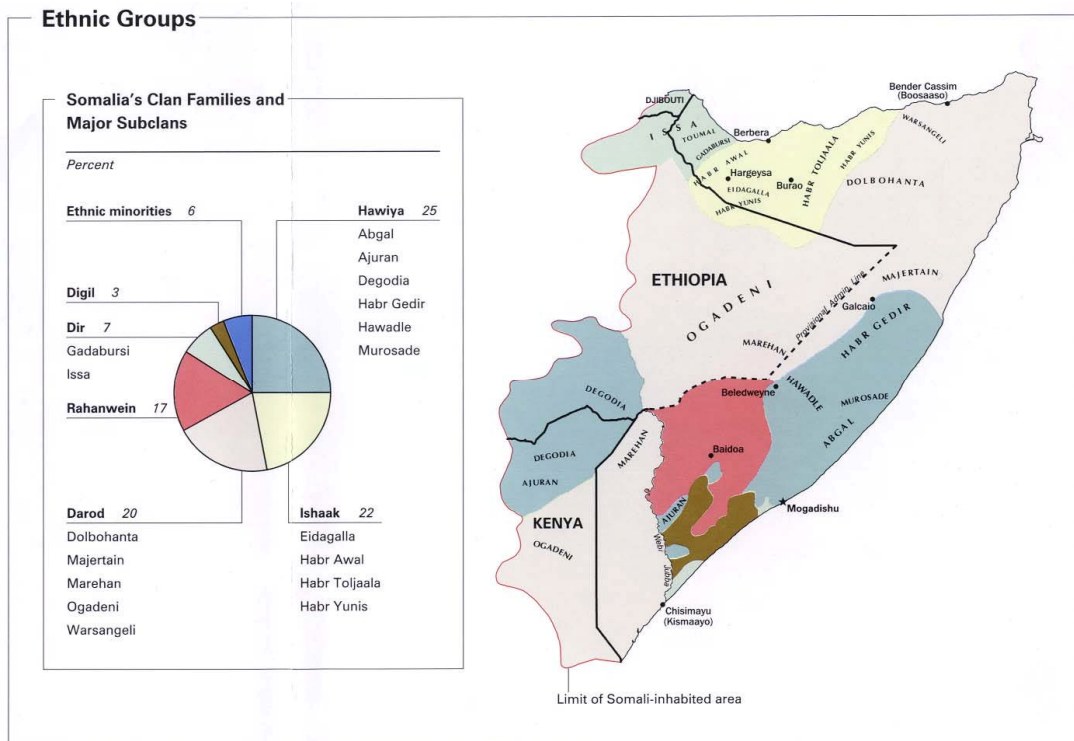 Ethnic Groups
Somalia's Clan Families and
Major Subclans
Percent
Ethnic minorities 6
Digil 3
Dir 7
Gadabursi
Issa
Rahanwein 17
Hawiya 25
Abgal
Ajuran
Degodia
Habr Gedir
Hawadle
Murosade
Darod 20
Dolbohanta
Majertain
Marehan
Ogadeni
Warsangeli
Ishaak 22
Eidagalla
Habr Awal
Habr Toljaala
Habr Yunis
Bender Cassim
(Boosaaso)
DJIBOUTI
ISSA
TOUMAL
GADABURSI
Berbera
WARSANGELI
HABR AWAL
HABR TOLJAALA
HABR YUNIS
Hargeysa
Burao
EIDAGALLA
HABR YUNIS
DOLBOHANTA
ETHIOPIA
OGADENI
MAJERTAIN
Provisional Admin. Line
Galcaio
HABR GEDIR
MAREHAN
Beledweyne
HAWADLE
MUROSADE
ABGAL
DEGODIA
DEGODIA
AJURAN
MAREHAN
Baidoa
AJURAN
Mogadishu
KENYA
OGADENI
Webi Jubba
Chisimayu
(Kismaayo)
Limit of Somali-inhabited area